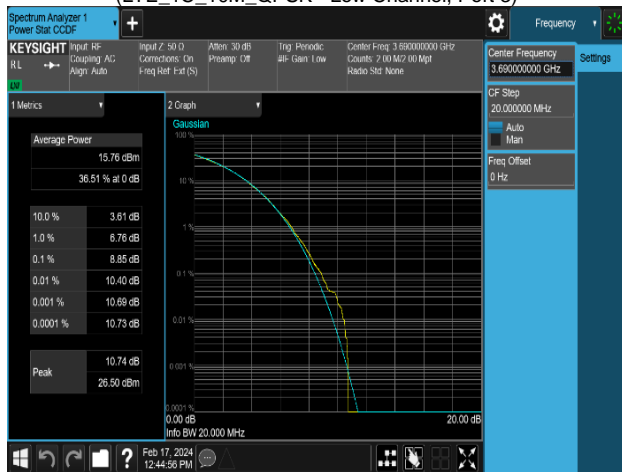 Spectrum Analyzer 1
Power Stat CCDF
Frequency
KEYSIGHT
RL
Input: RF
Coupling: AC
Align: Auto
Input Z: 50 Ω
Corrections: On
Freq Ref: Ext (S)
Atten: 30 dB
Preamp: Off
Trig: Periodic
#IF Gain: Low
Center Freq: 3.690000000 GHz
Counts: 2.00 M/2.00 Mpt
Radio Std: None
Center Frequency
3.690000000 GHz
Settings
CF Step
20.000000 MHz
Auto
Man
Freq Offset
0 Hz
1 Metrics
Average Power
15.76 dBm
36.51 % at 0 dB
10.0 % 3.61 dB
1.0 % 6.76 dB
0.1 % 8.85 dB
0.01 % 10.40 dB
0.001 % 10.69 dB
0.0001 % 10.73 dB
Peak
10.74 dB
26.50 dBm
2 Graph
Gaussian
100 %
10 %
1 %
0.1 %
0.01 %
0.001 %
0.0001 %
0.00 dB 20.00 dB
Info BW 20.000 MHz
?
Feb 17, 2024
12:44:56 PM